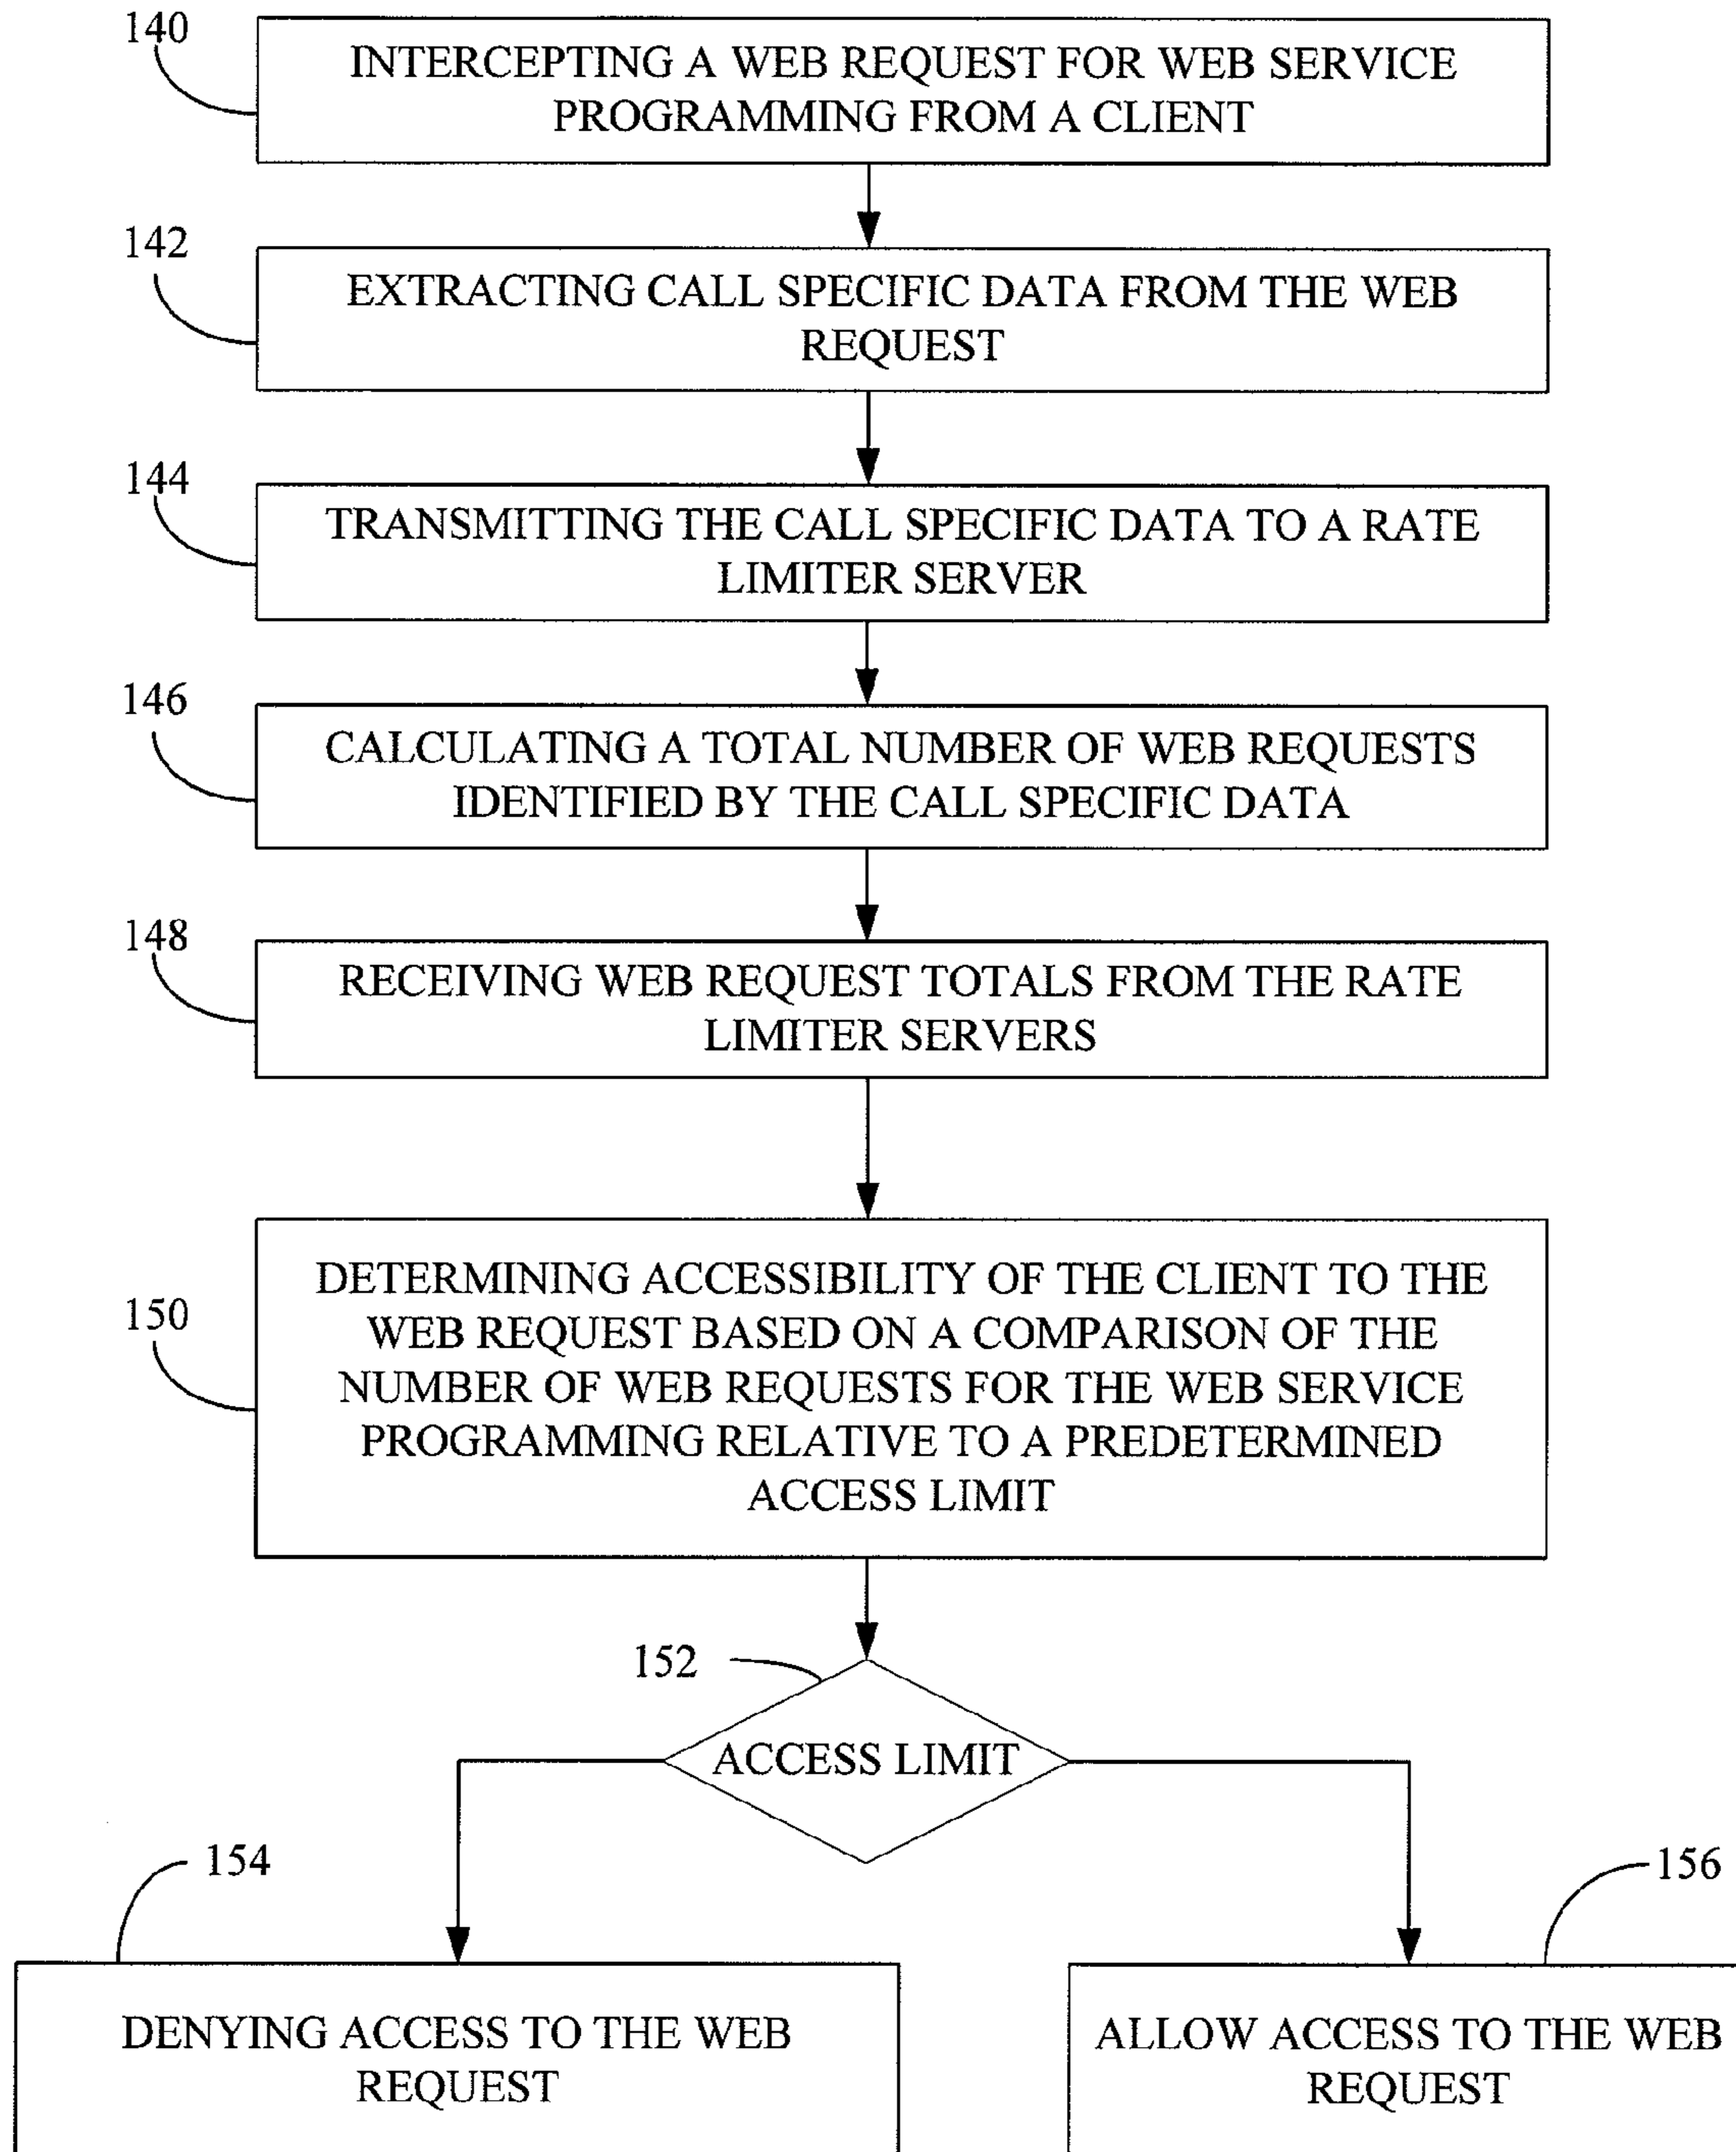 140
INTERCEPTING A WEB REQUEST FOR WEB SERVICE
PROGRAMMING FROM A CLIENT
142
EXTRACTING CALL SPECIFIC DATA FROM THE WEB
REQUEST
144
TRANSMITTING THE CALL SPECIFIC DATA TO A RATE
LIMITER SERVER
146
CALCULATING A TOTAL NUMBER OF WEB REQUESTS
IDENTIFIED BY THE CALL SPECIFIC DATA
148
RECEIVING WEB REQUEST TOTALS FROM THE RATE
LIMITER SERVERS
150
DETERMINING ACCESSIBILITY OF THE CLIENT TO THE
WEB REQUEST BASED ON A COMPARISON OF THE
NUMBER OF WEB REQUESTS FOR THE WEB SERVICE
PROGRAMMING RELATIVE TO A PREDETERMINED
ACCESS LIMIT
152
ACCESS LIMIT
154
DENYING ACCESS TO THE WEB
REQUEST
156
ALLOW ACCESS TO THE WEB
REQUEST